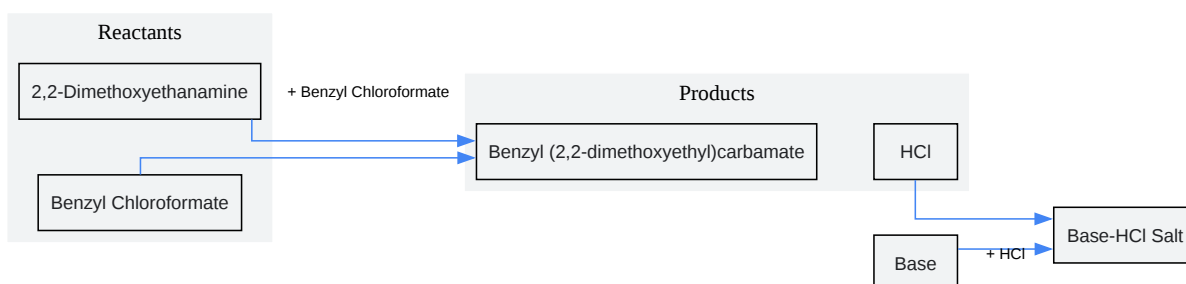 Reactants
2,2-Dimethoxyethanamine
+ Benzyl Chloroformate
Benzyl Chloroformate
Products
Benzyl (2,2-dimethoxyethyl)carbamate
HCl
Base
+ HCl
Base-HCl Salt